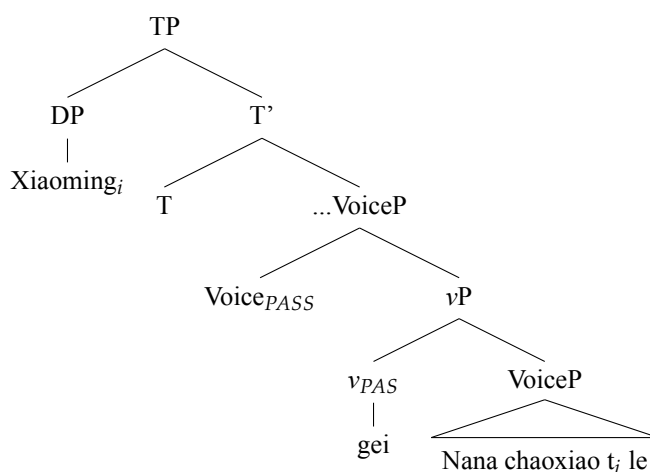 TP
DP T’
Xiaoming_i T ...VoiceP
Voice_PASS vP
v_PAS VoiceP
gei Nana chaoxiao t_i le